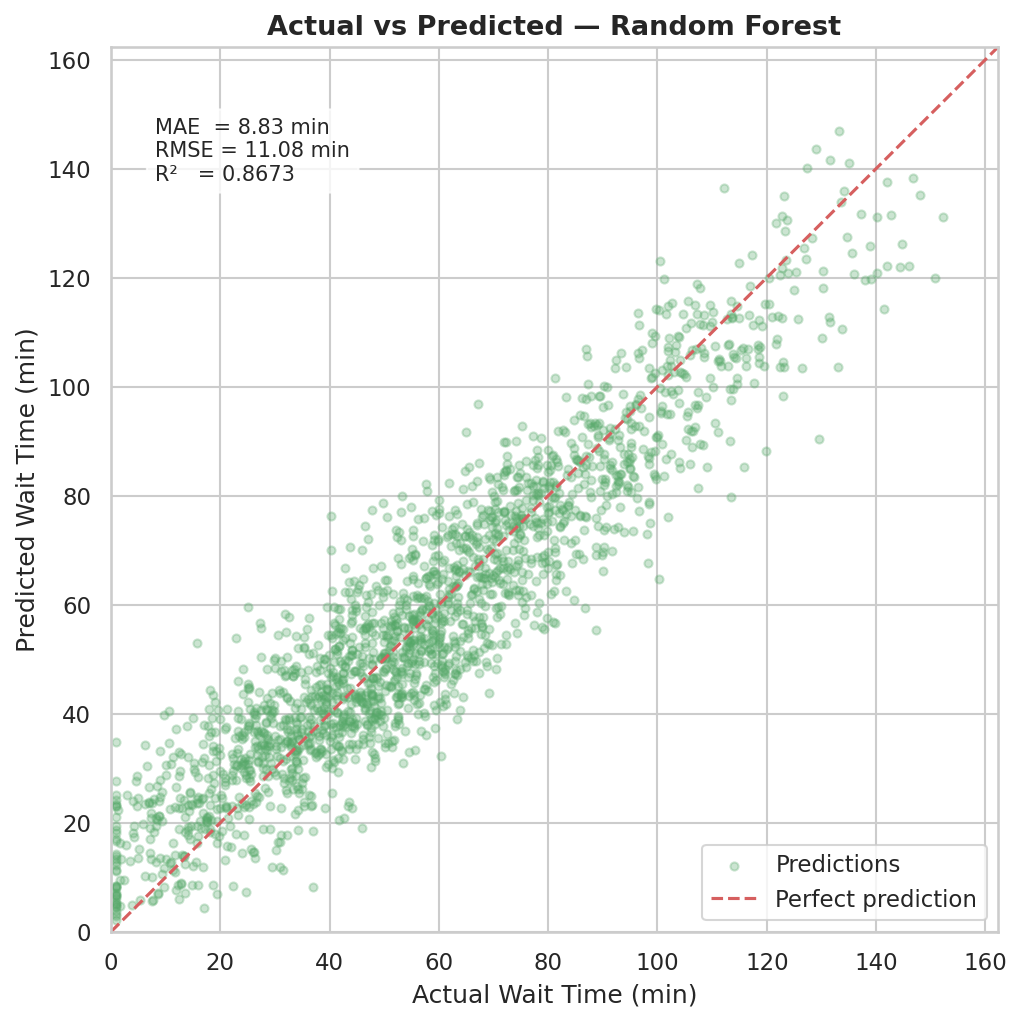 Actual vs Predicted — Random Forest
MAE  = 8.83 min
RMSE = 11.08 min
R²   = 0.8673
Predicted Wait Time (min)
160
140
120
100
80
60
40
20
0
Predictions
Perfect prediction
0 20 40 60 80 100 120 140 160
Actual Wait Time (min)